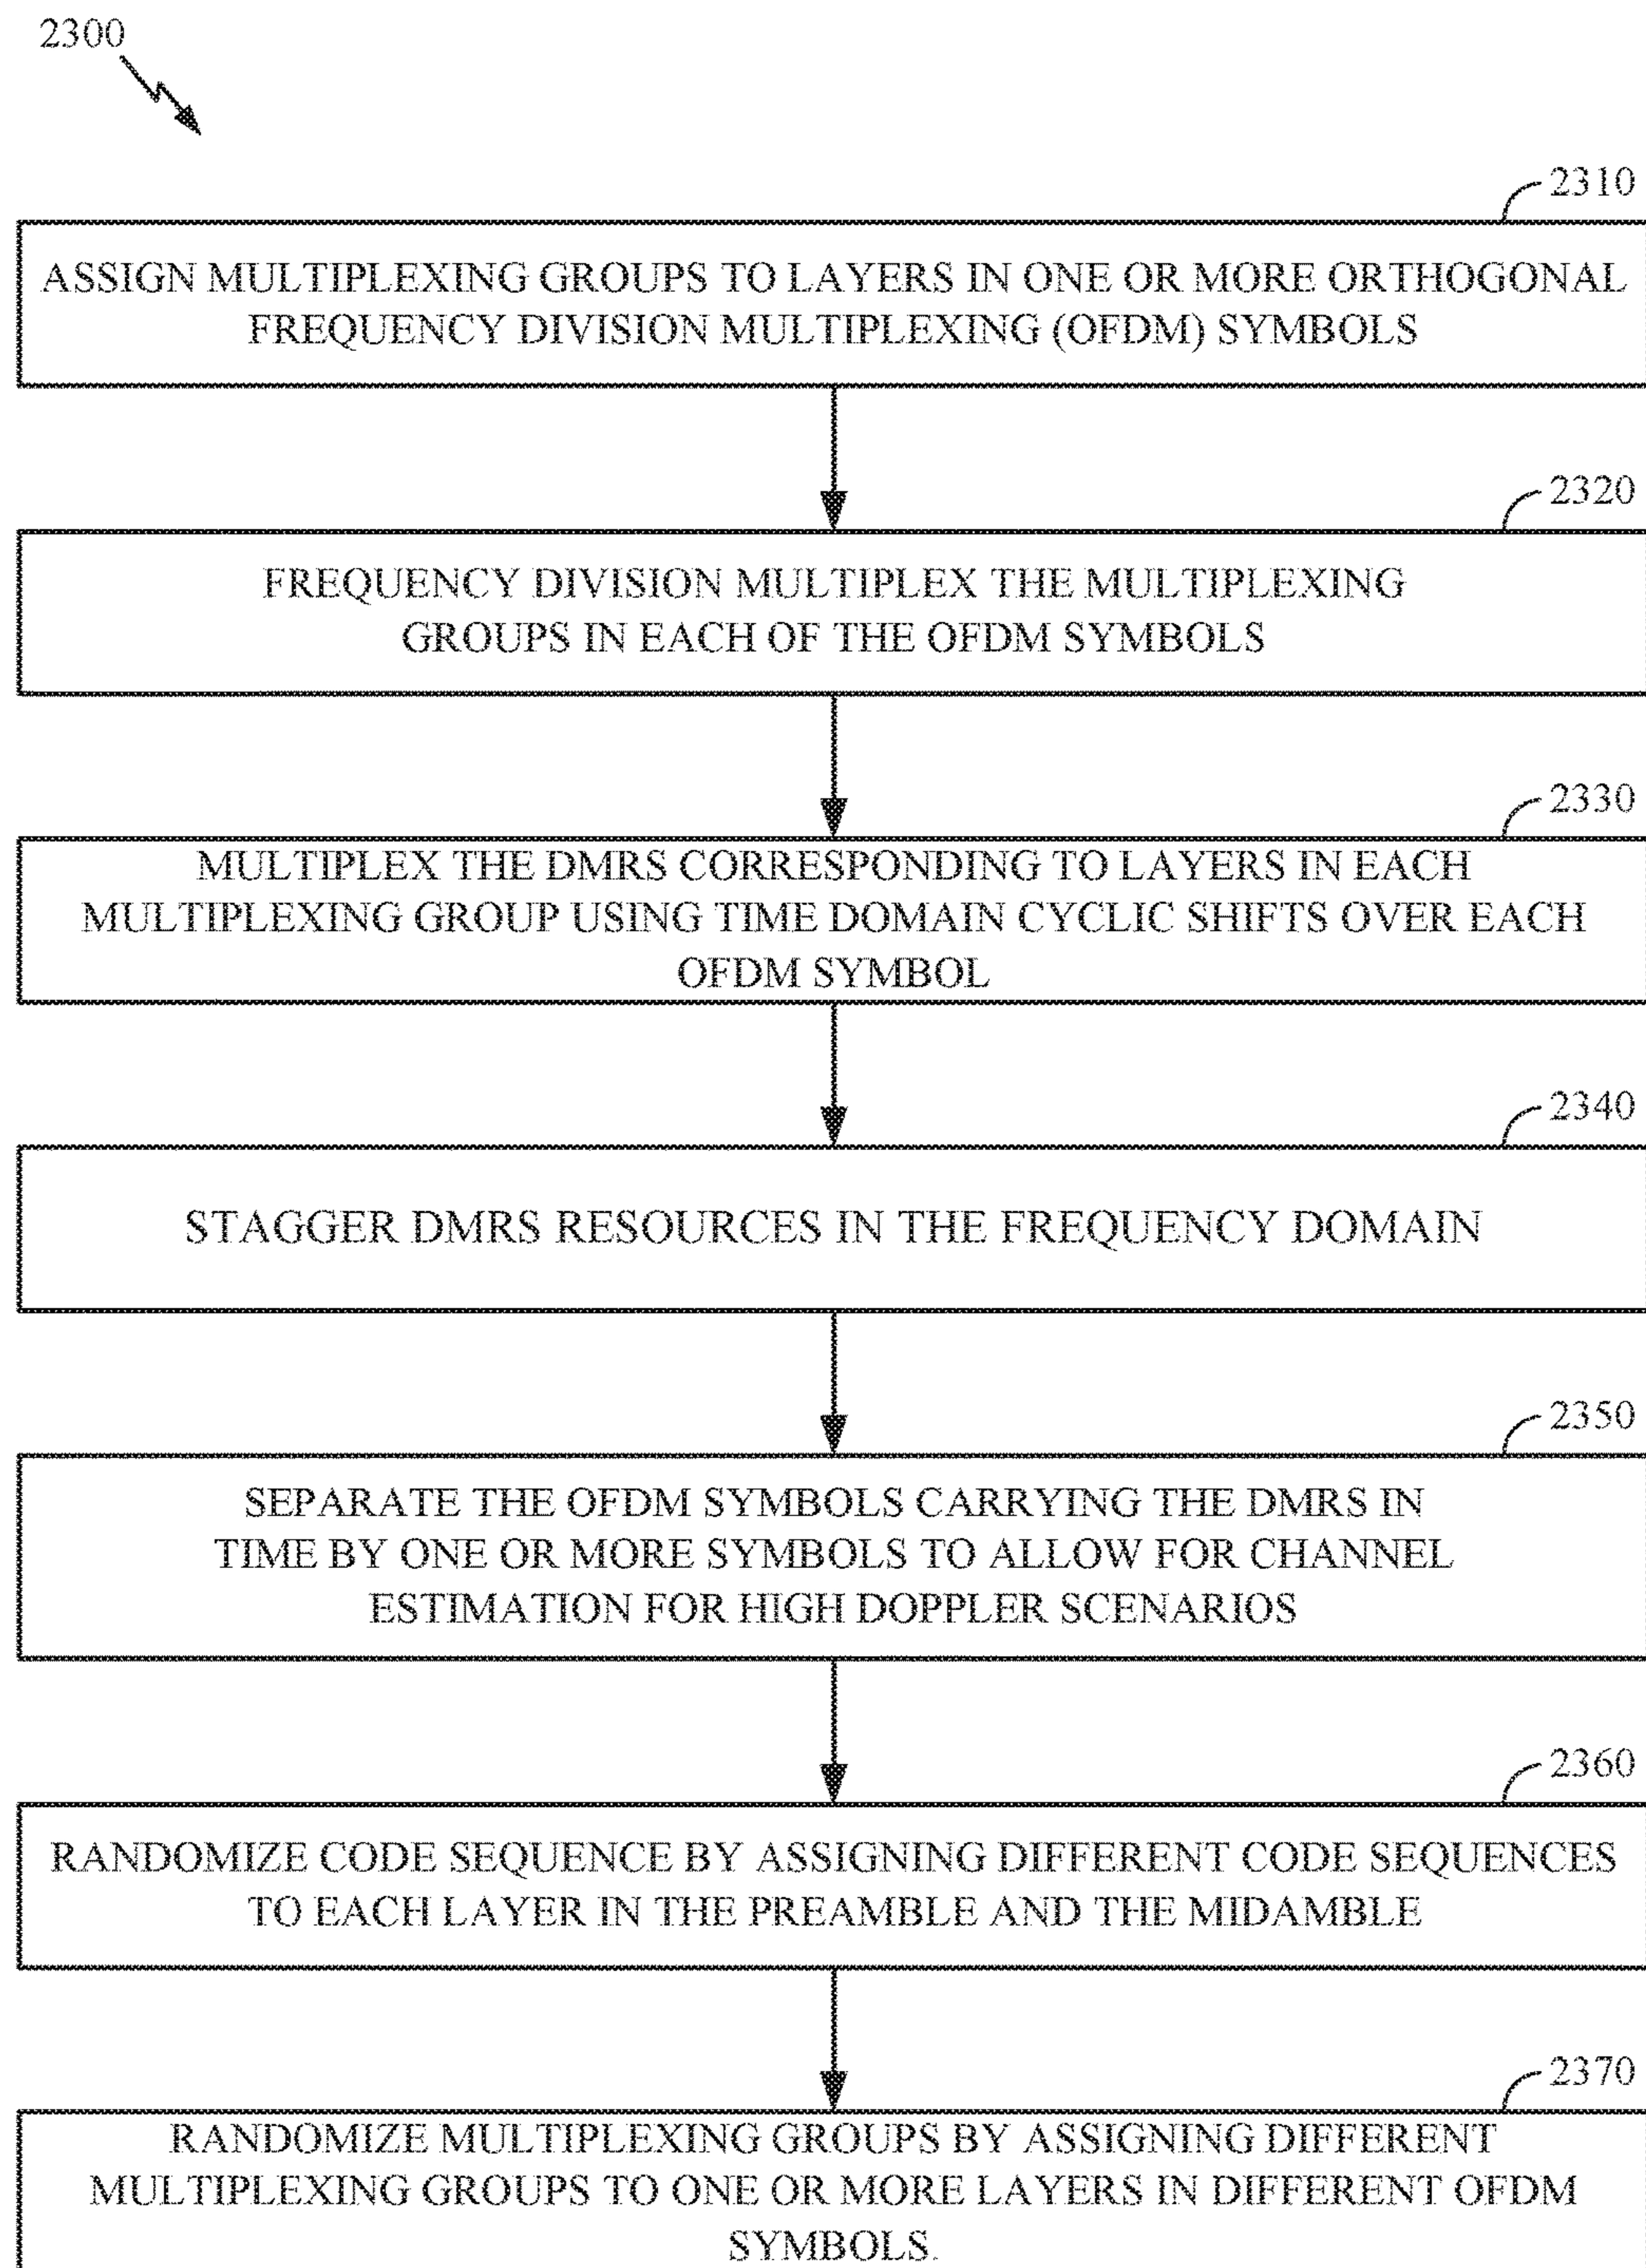 2300
2310
ASSIGN MULTIPLEXING GROUPS TO LAYERS IN ONE OR MORE ORTHOGONAL
FREQUENCY DIVISION MULTIPLEXING (OFDM) SYMBOLS
2320
FREQUENCY DIVISION MULTIPLEX THE MULTIPLEXING
GROUPS IN EACH OF THE OFDM SYMBOLS
2330
MULTIPLEX THE DMRS CORRESPONDING TO LAYERS IN EACH
MULTIPLEXING GROUP USING TIME DOMAIN CYCLIC SHIFTS OVER EACH
OFDM SYMBOL
2340
STAGGER DMRS RESOURCES IN THE FREQUENCY DOMAIN
2350
SEPARATE THE OFDM SYMBOLS CARRYING THE DMRS IN
TIME BY ONE OR MORE SYMBOLS TO ALLOW FOR CHANNEL
ESTIMATION FOR HIGH DOPPLER SCENARIOS
2360
RANDOMIZE CODE SEQUENCE BY ASSIGNING DIFFERENT CODE SEQUENCES
TO EACH LAYER IN THE PREAMBLE AND THE MIDAMBLE
2370
RANDOMIZE MULTIPLEXING GROUPS BY ASSIGNING DIFFERENT
MULTIPLEXING GROUPS TO ONE OR MORE LAYERS IN DIFFERENT OFDM
SYMBOLS.